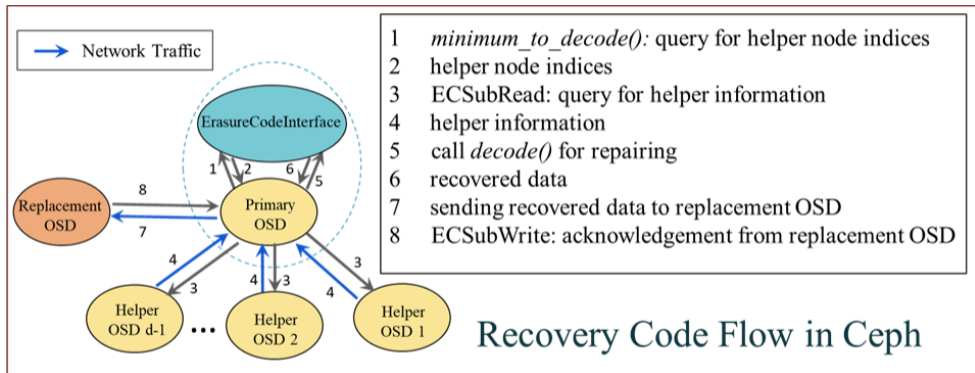 Network Traffic
ErasureCodeInterface
1
2
6
5
Replacement
OSD
8
7
Primary
OSD
4
3
4
3
3
4
Helper
OSD d-1
...
Helper
OSD 2
Helper
OSD 1
1 minimum_to_decode(): query for helper node indices
2 helper node indices
3 ECSubRead: query for helper information
4 helper information
5 call decode() for repairing
6 recovered data
7 sending recovered data to replacement OSD
8 ECSubWrite: acknowledgement from replacement OSD
Recovery Code Flow in Ceph